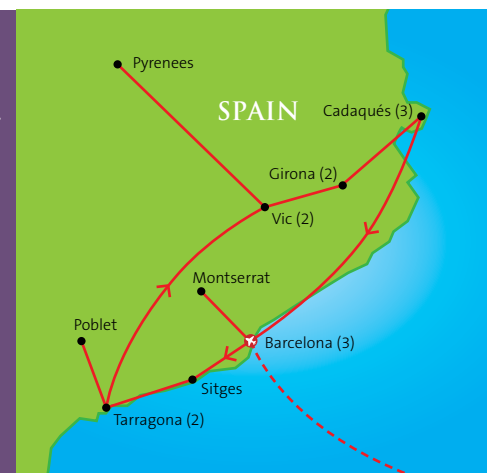 Pyrenees
SPAIN
Cadaqués (3)
Girona (2)
Vic (2)
Montserrat
Poblet
Barcelona (3)
Sitges
Tarragona (2)